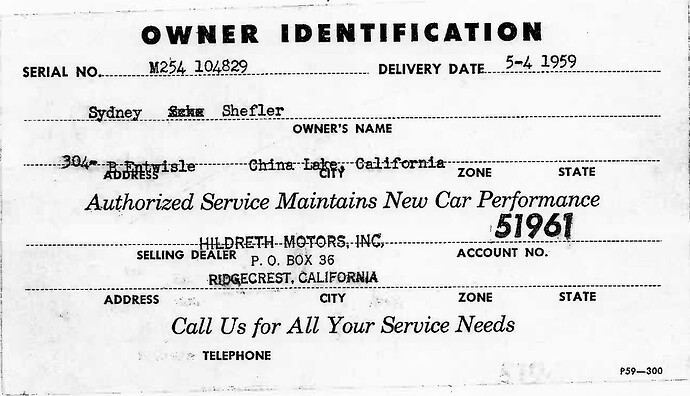 OWNER IDENTIFICATION
SERIAL NO. M254 104829 DELIVERY DATE 5-4 1959
Sydney Shefler
OWNER'S NAME
304- B Entwisle China Lake, California
ADDRESS CITY ZONE STATE
Authorized Service Maintains New Car Performance
51961
HILDRETH MOTORS, INC.
SELLING DEALER P. O. BOX 36 ACCOUNT NO.
RIDGECREST, CALIFORNIA
ADDRESS CITY ZONE STATE
Call Us for All Your Service Needs
TELEPHONE
P59—300